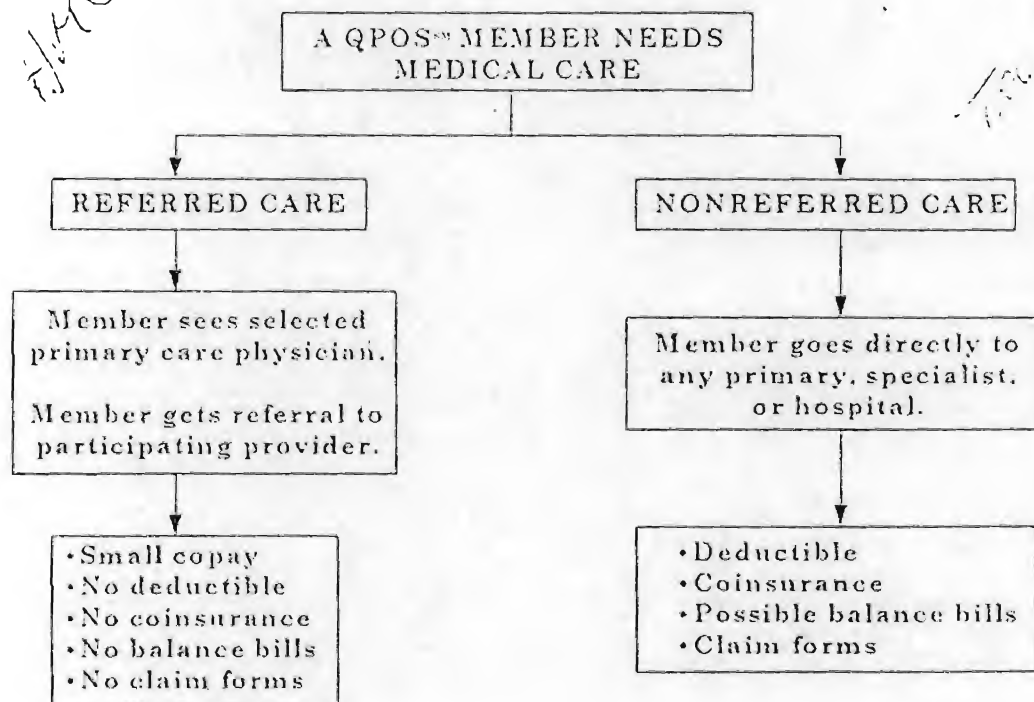 A QPOS℠ MEMBER NEEDS
MEDICAL CARE
REFERRED CARE
NONREFERRED CARE
Member sees selected
primary care physician.
Member gets referral to
participating provider.
Member goes directly to
any primary, specialist,
or hospital.
•Small copay
•No deductible
•No coinsurance
•No balance bills
•No claim forms
•Deductible
•Coinsurance
•Possible balance bills
•Claim forms